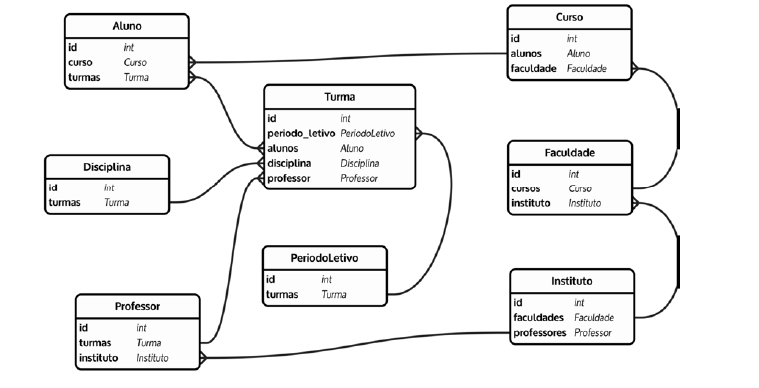 Aluno
id int
curso Curso
turmas Turma
Curso
id int
alunos Aluno
faculdade Faculdade
Turma
id int
periodo_letivo PeriodoLetivo
alunos Aluno
disciplina Disciplina
professor Professor
Disciplina
id int
turmas Turma
Faculdade
id int
cursos Curso
instituto Instituto
PeriodoLetivo
id int
turmas Turma
Professor
id int
turmas Turma
instituto Instituto
Instituto
id int
faculdades Faculdade
professores Professor